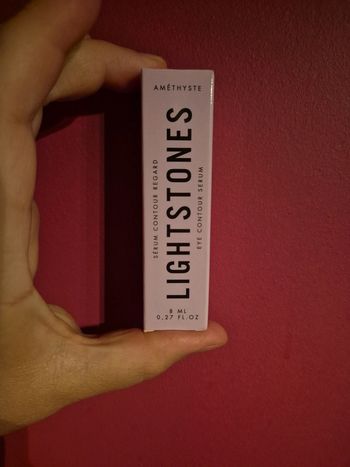 AMÉTHYSTE
SÉRUM CONTOUR REGARD
LIGHTSTONES
EYE CONTOUR SERUM
8 ML
0,27 FL.OZ